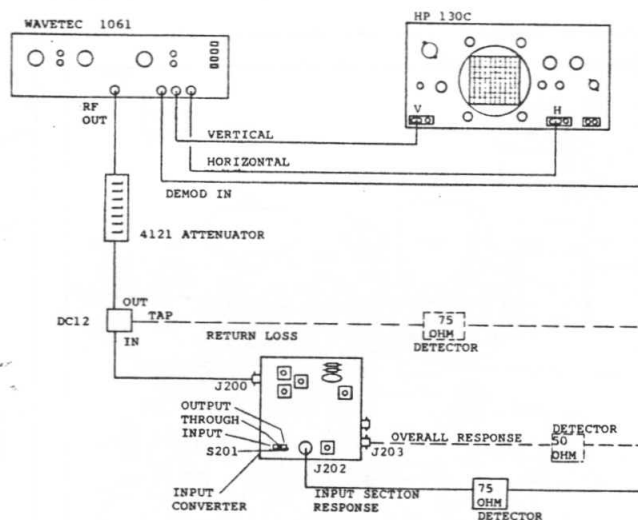 WAVETEC 1061
HP 130C
RF
OUT
V
H
VERTICAL
HORIZONTAL
DEMOD IN
4121 ATTENUATOR
OUT
DC12
TAP
IN
RETURN LOSS
75
OHM
DETECTOR
J200
OUTPUT
THROUGH
INPUT
S201
J202
J203
OVERALL RESPONSE
DETECTOR
50
OHM
INPUT
CONVERTER
INPUT SECTION
RESPONSE
75
OHM
DETECTOR